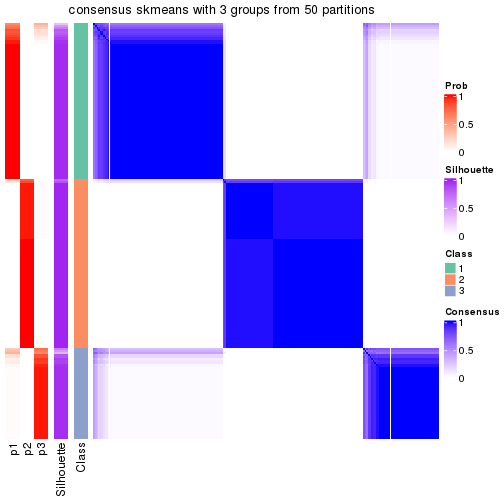 consensus skmeans with 3 groups from 50 partitions
Prob
1
0.5
0
Silhouette
1
0.5
0
Class
1
2
3
Consensus
1
0.5
0
p1
p2
p3
Silhouette
Class